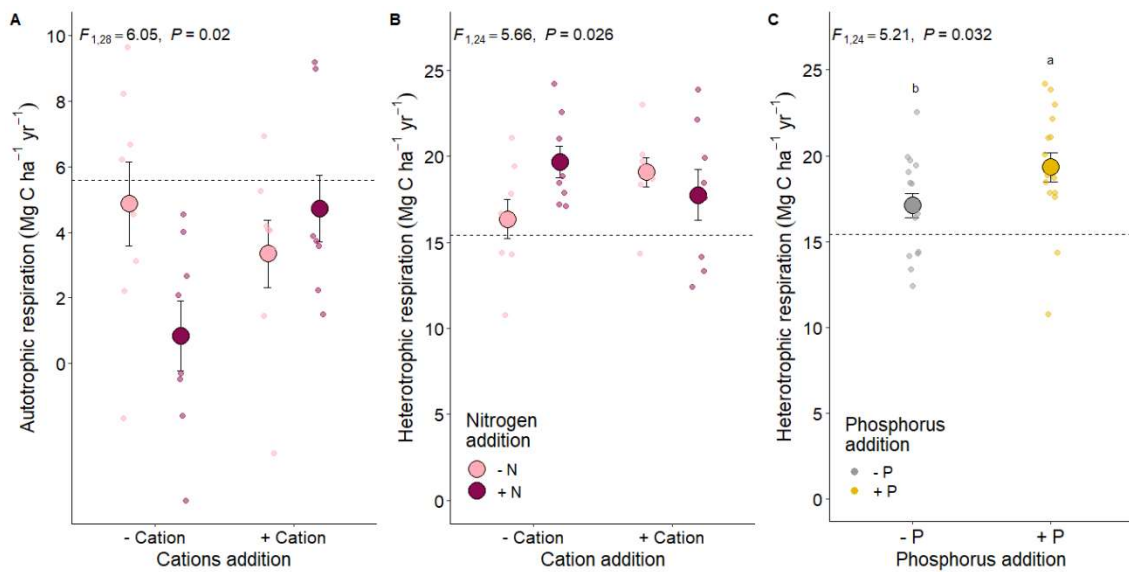 A
F1,28 = 6.05, P = 0.02
10
8
6
4
2
0
Autotrophic respiration (Mg C ha⁻¹ yr⁻¹)
- Cation
+ Cation
Cations addition
B
F1,24 = 5.66, P = 0.026
25
20
15
10
5
0
Heterotrophic respiration (Mg C ha⁻¹ yr⁻¹)
Nitrogen
addition
- N
+ N
- Cation
+ Cation
Cation addition
C
F1,24 = 5.21, P = 0.032
a
b
25
20
15
10
5
0
Heterotrophic respiration (Mg C ha⁻¹ yr⁻¹)
Phosphorus
addition
- P
+ P
- P
+ P
Phosphorus addition